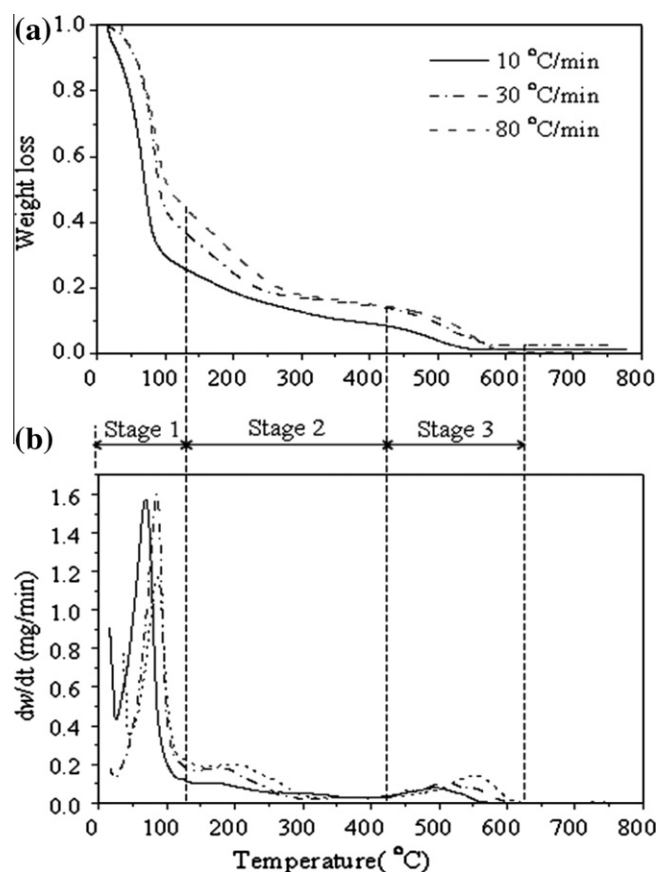 (a)
1.0
0.8
0.6
0.4
0.2
0.0
Weight loss
10 °C/min
30 °C/min
80 °C/min
0 100 200 300 400 500 600 700 800
(b)
Stage 1 Stage 2 Stage 3
1.6
1.4
1.2
1.0
0.8
0.6
0.4
0.2
0.0
dw/dt (mg/min)
0 100 200 300 400 500 600 700 800
Temperature( °C)